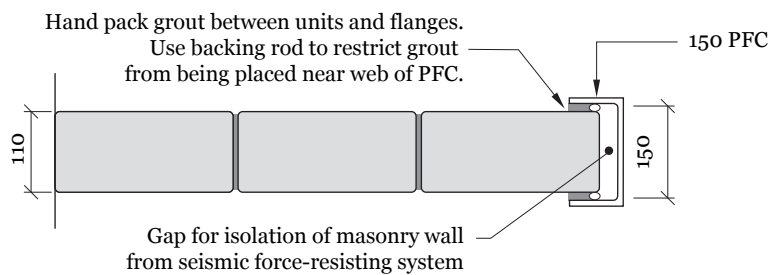 Hand pack grout between units and flanges.
Use backing rod to restrict grout
from being placed near web of PFC.
150 PFC
110
150
Gap for isolation of masonry wall
from seismic force-resisting system